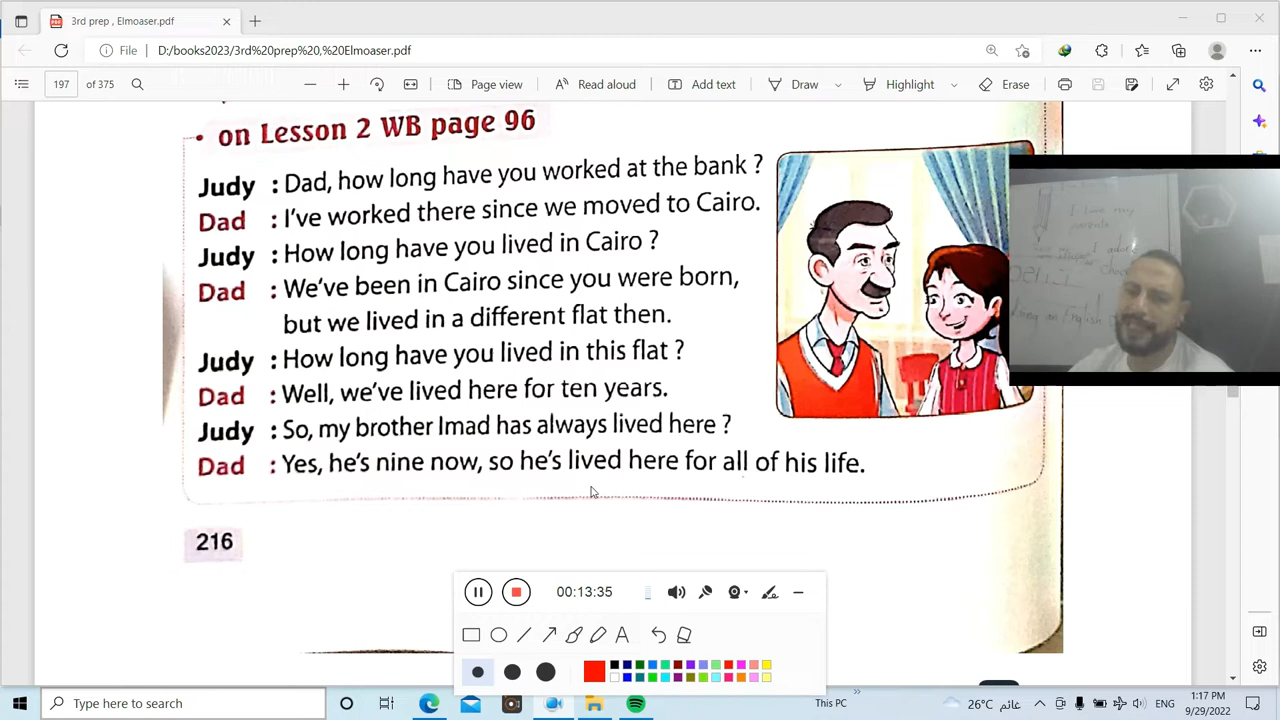 3rd prep , Elmoaser.pdf
File
D:/books2023/3rd%20prep%20,%20Elmoaser.pdf
197 of 375
Page view
Read aloud
Add text
Draw
Highlight
Erase
• on Lesson 2 WB page 96
Judy : Dad, how long have you worked at the bank ?
Dad : I've worked there since we moved to Cairo.
Judy : How long have you lived in Cairo ?
Dad : We've been in Cairo since you were born,
but we lived in a different flat then.
Judy : How long have you lived in this flat ?
Dad : Well, we've lived here for ten years.
Judy : So, my brother Imad has always lived here ?
Dad : Yes, he's nine now, so he's lived here for all of his life.
216
I have many
00:13:35
A
Type here to search
This PC
26°C غائم
ENG
1:17 PM
9/29/2022